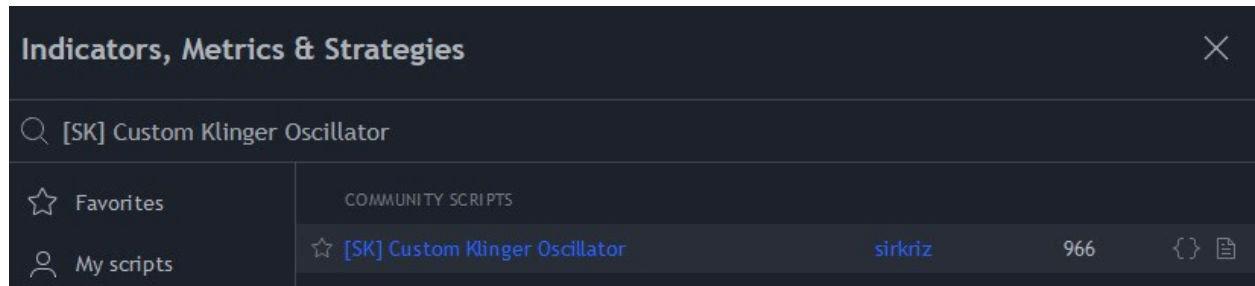 Indicators, Metrics & Strategies
[SK] Custom Klinger Oscillator
Favorites
COMMUNITY SCRIPTS
[SK] Custom Klinger Oscillator sirkriz 966
My scripts